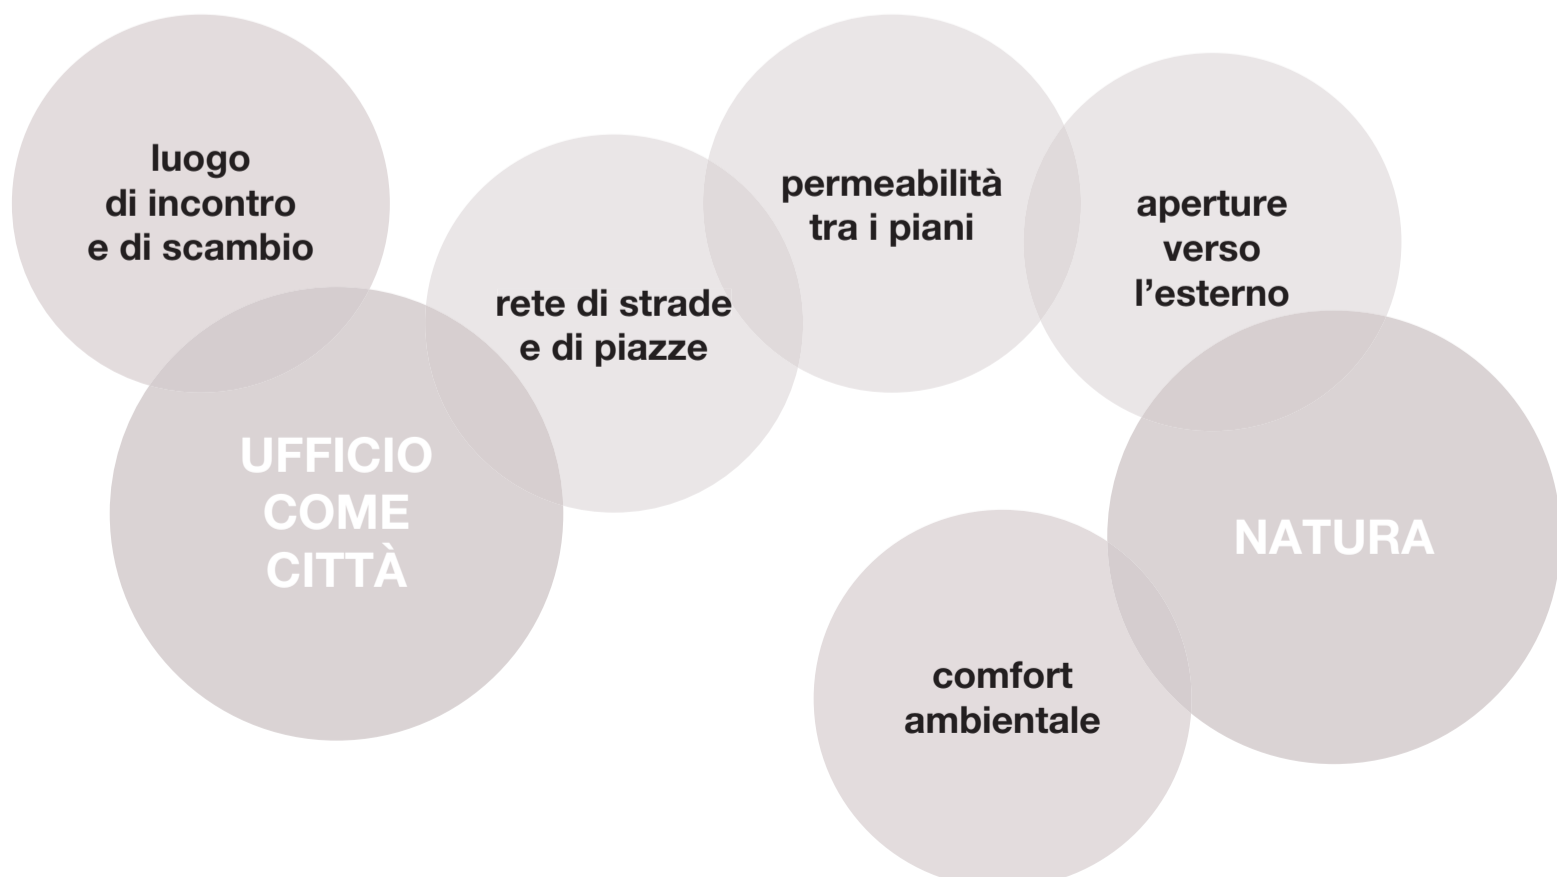 luogo
di incontro
e di scambio
rete di strade
e di piazze
permeabilità
tra i piani
aperture
verso
l’esterno
UFFICIO
COME
CITTÀ
NATURA
comfort
ambientale